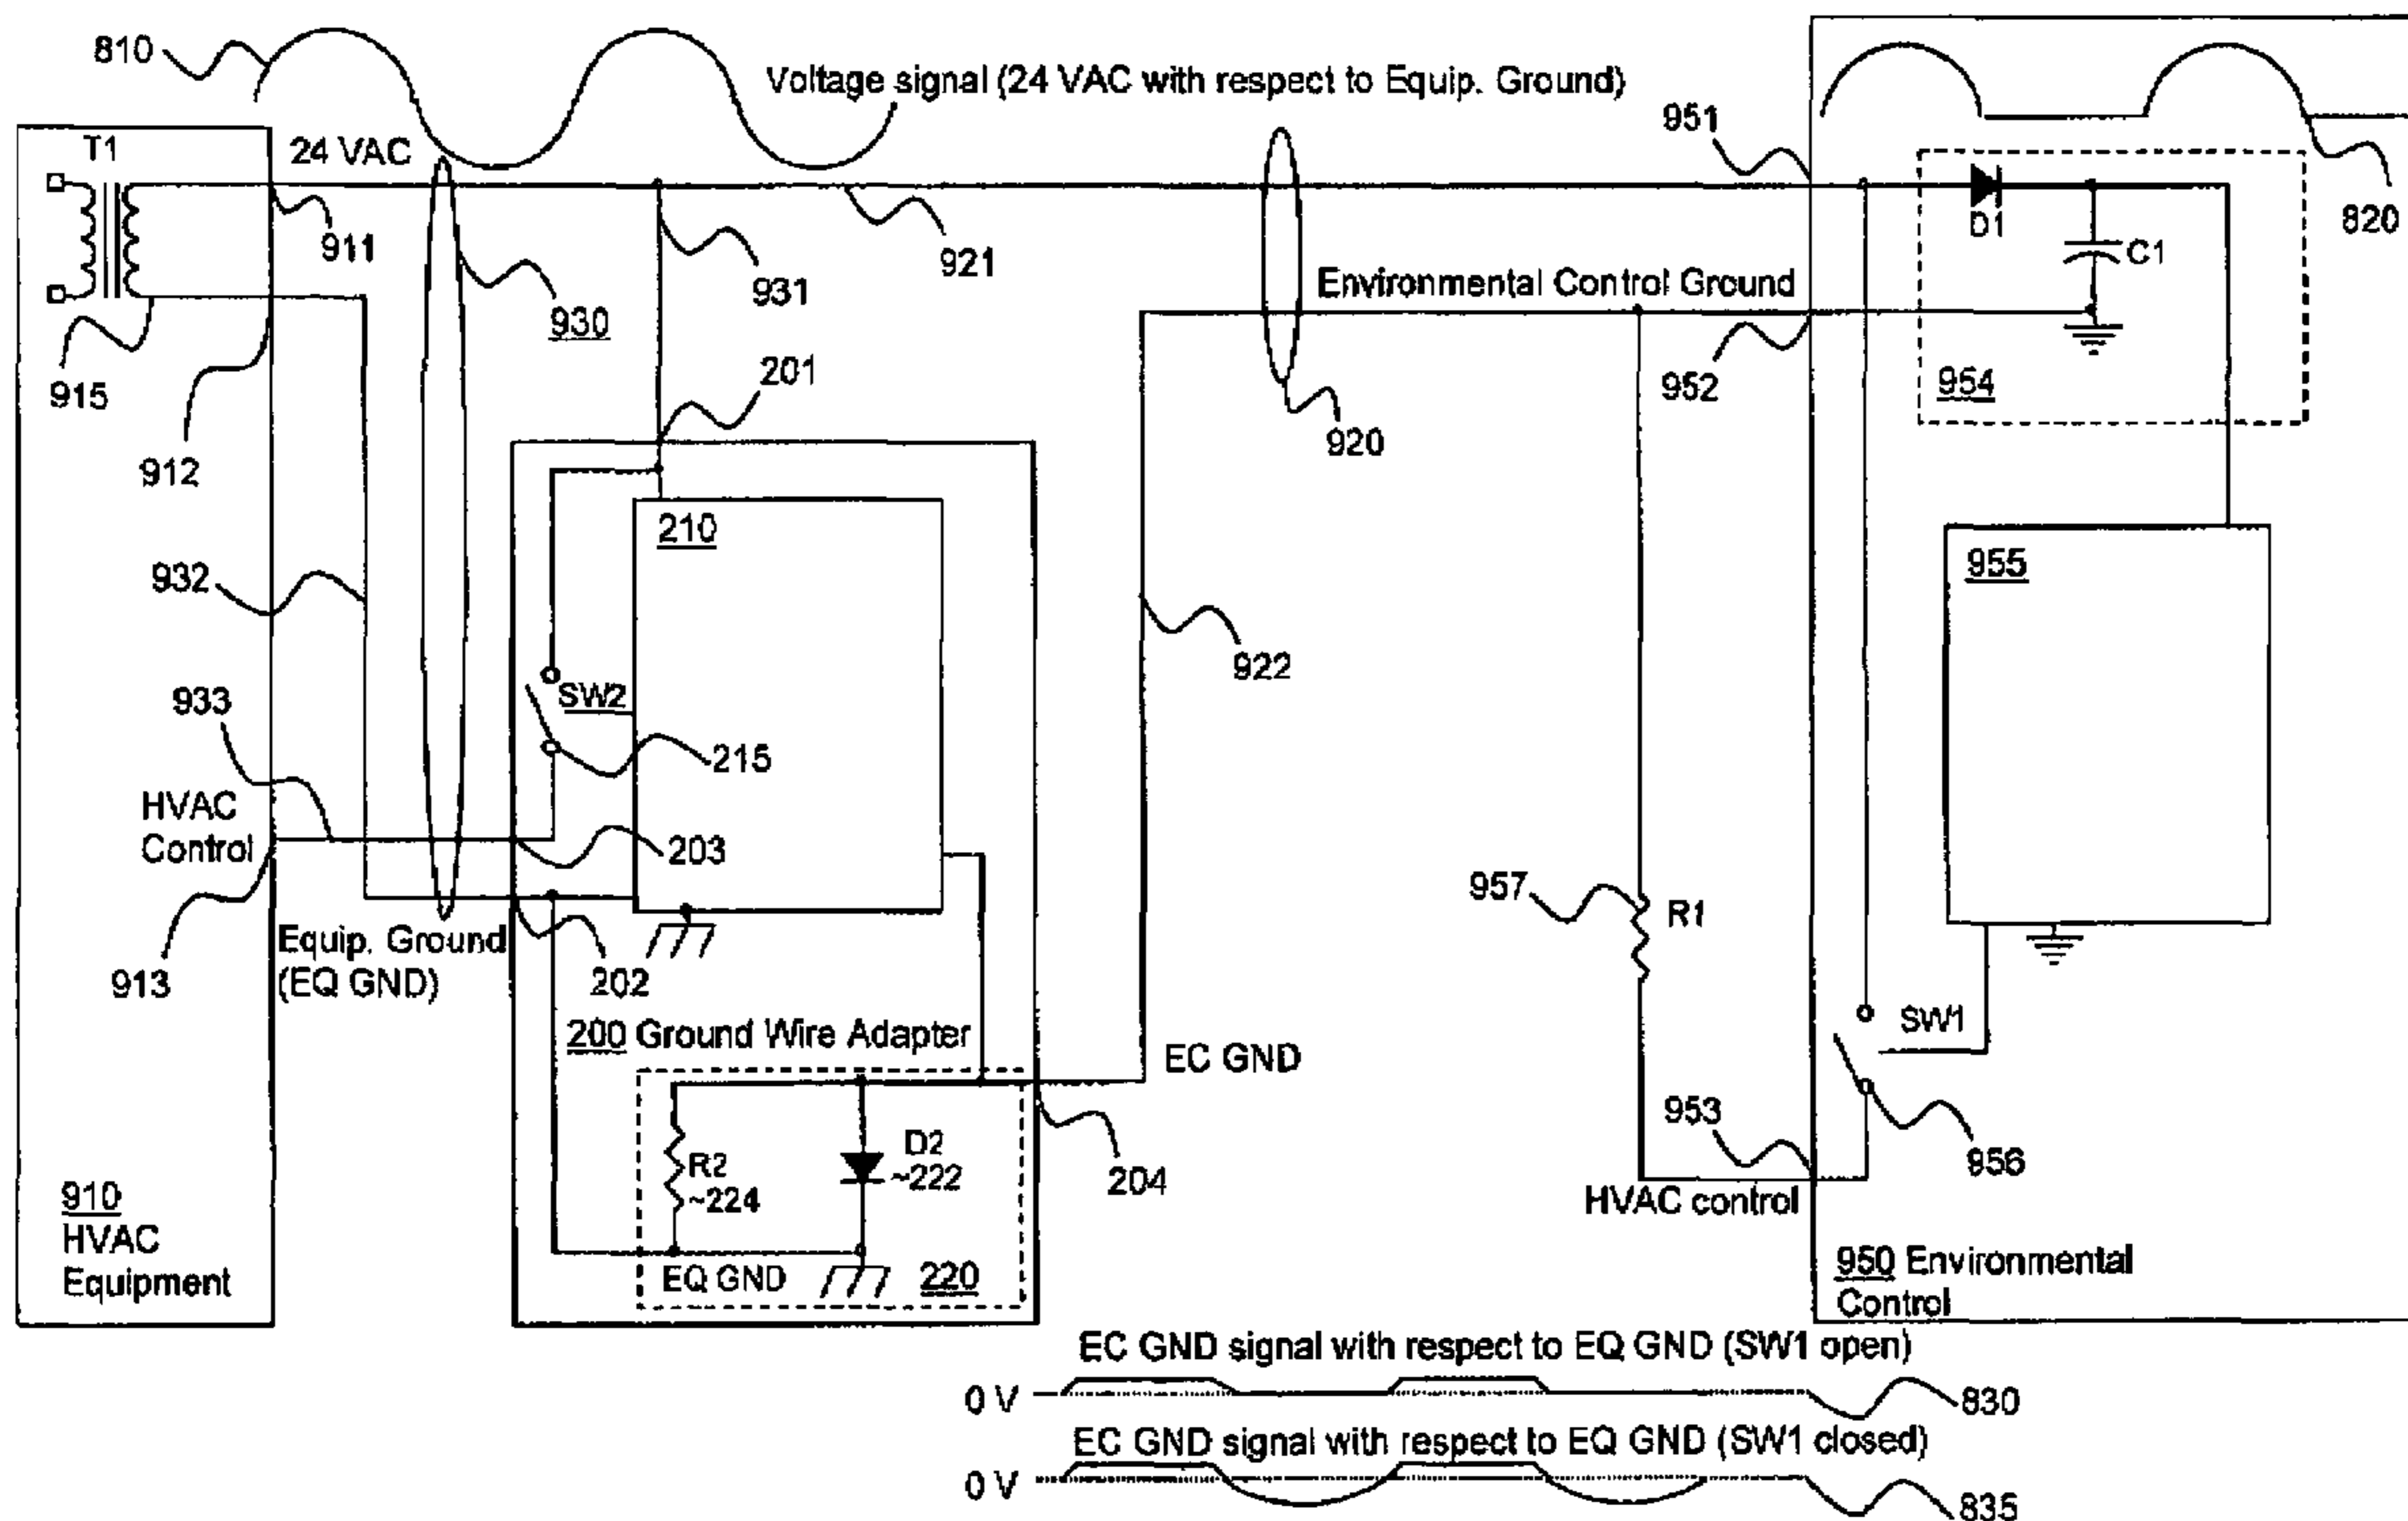 810
Voltage signal (24 VAC with respect to Equip. Ground)
951
T1
24 VAC
911
930
931
921
D1
C1
820
Environmental Control Ground
915
912
201
920
952
954
210
932
955
922
933
SW2
215
HVAC
Control
203
957
R1
Equip. Ground
(EQ GND)
913
202
SW1
200 Ground Wire Adapter
EC GND
953
956
D2
~222
R2
~224
204
HVAC control
910
HVAC
Equipment
EQ GND
220
950 Environmental
Control
EC GND signal with respect to EQ GND (SW1 open)
0 V
830
EC GND signal with respect to EQ GND (SW1 closed)
0 V
835